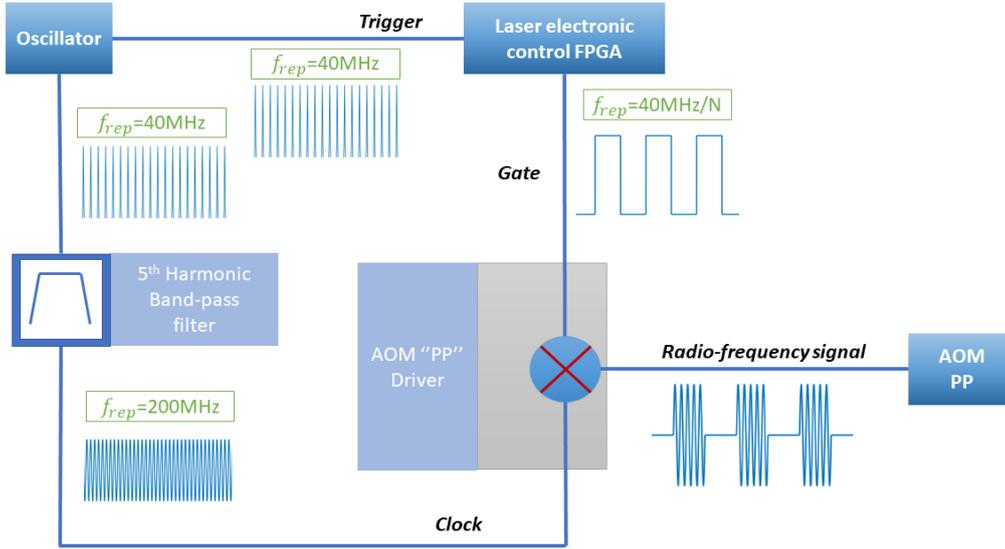 Oscillator
Trigger
Laser electronic
control FPGA
f_rep=40MHz
f_rep=40MHz
f_rep=40MHz/N
Gate
5th Harmonic
Band-pass
filter
AOM ‘’PP’’
Driver
Radio-frequency signal
AOM
PP
f_rep=200MHz
Clock